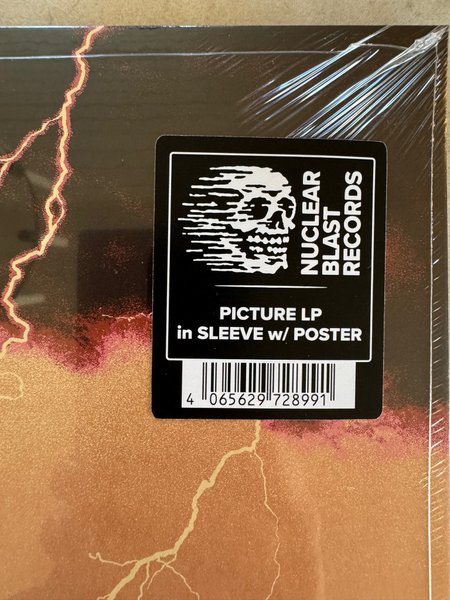 NUCLEAR
BLAST
RECORDS
PICTURE LP
in SLEEVE w/ POSTER
4 065629 728991